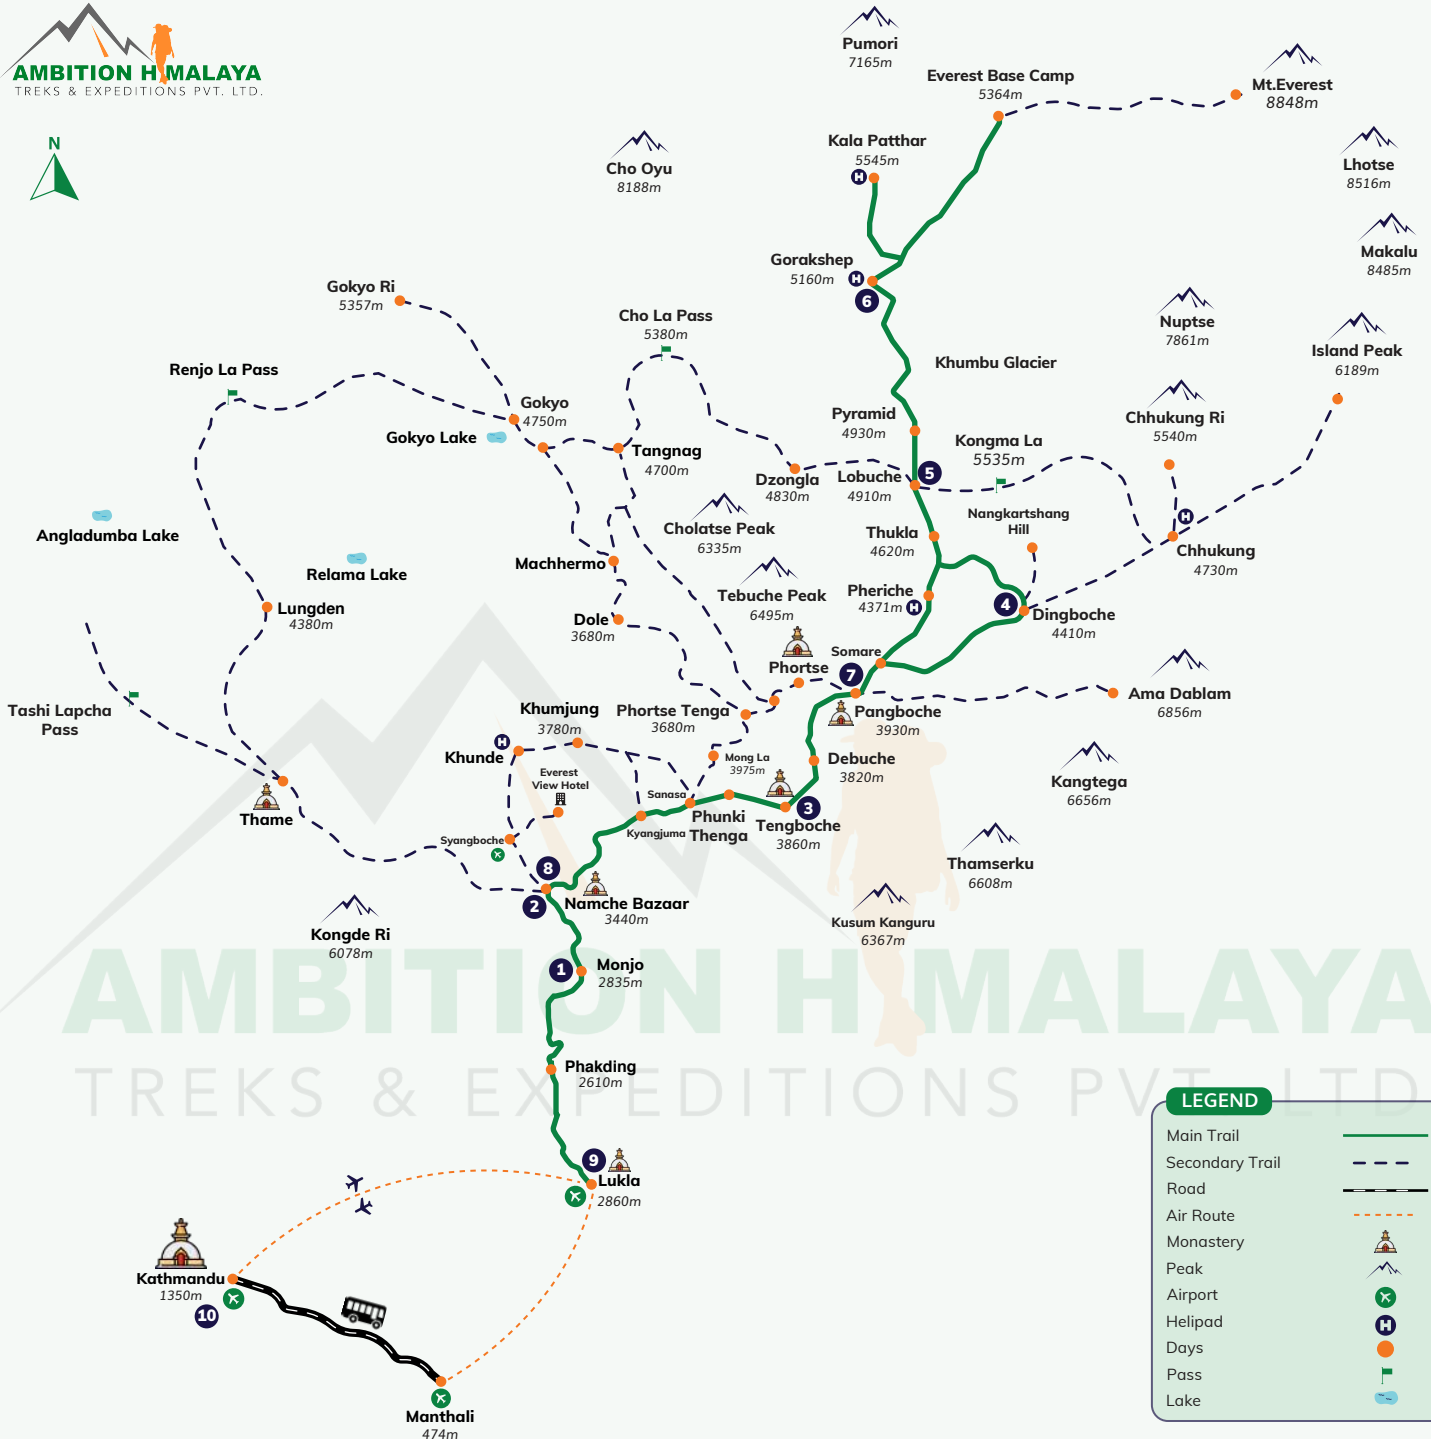 AMBITION HIMALAYA
TREKS & EXPEDITIONS PVT. LTD.
N
Pumori
7165m
Everest Base Camp
5364m
Mt.Everest
8848m
Kala Patthar
5545m
H
Cho Oyu
8188m
Lhotse
8516m
Makalu
8485m
Gorakshep
5160m
H
6
Gokyo Ri
5357m
Cho La Pass
5380m
Nuptse
7861m
Island Peak
6189m
Khumbu Glacier
Renjo La Pass
Gokyo
4750m
Gokyo Lake
Pyramid
4930m
Chhukung Ri
5540m
Kongma La
5535m
Tangnag
4700m
Dzongla
4830m
Lobuche
4910m
5
Nangkartshang
Hill
H
Chhukung
4730m
Angladumba Lake
Cholatse Peak
6335m
Thukla
4620m
Machhermo
Relama Lake
Tebuche Peak
6495m
Pheriche
4371m
H
4
Dingboche
4410m
Lungden
4380m
Dole
3680m
Somare
Phortse
7
Pangboche
3930m
Ama Dablam
6856m
Tashi Lapcha
Pass
Khumjung
3780m
Phortse Tenga
3680m
H
Khunde
Mong La
3975m
Debuche
3820m
Kangtega
6656m
Everest
View Hotel
Sanasa
Thame
Kyangjuma
Phunki
Thenga
3
Tengboche
3860m
Syangboche
Thamserku
6608m
8
2
Namche Bazaar
3440m
Kusum Kanguru
6367m
Kongde Ri
6078m
AMBITION HIMALAYA
1
Monjo
2835m
TREKS & EXPEDITIONS PVT. LTD
Phakding
2610m
9
Lukla
2860m
Kathmandu
1350m
10
Manthali
474m
LEGEND
Main Trail
Secondary Trail
Road
Air Route
Monastery
Peak
Airport
Helipad
H
Days
Pass
Lake